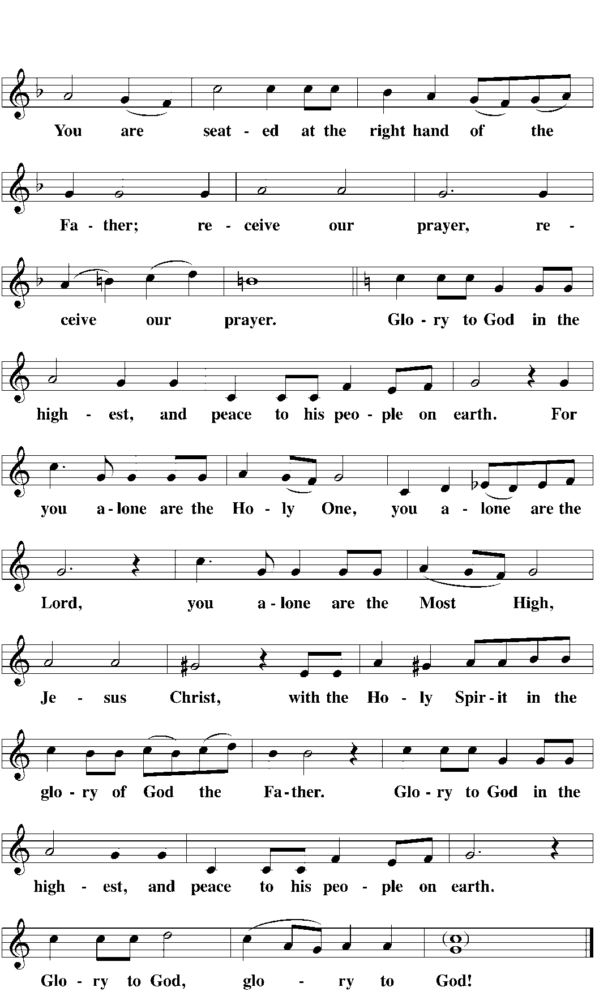 You are seat - ed at the right hand of the
Fa - ther; re - ceive our prayer, re -
ceive our prayer. Glo - ry to God in the
high - est, and peace to his peo - ple on earth. For
you a - lone are the Ho - ly One, you a - lone are the
Lord, you a - lone are the Most High,
Je - sus Christ, with the Ho - ly Spir - it in the
glo - ry of God the Fa - ther. Glo - ry to God in the
high - est, and peace to his peo - ple on earth.
Glo - ry to God, glo - ry to God!